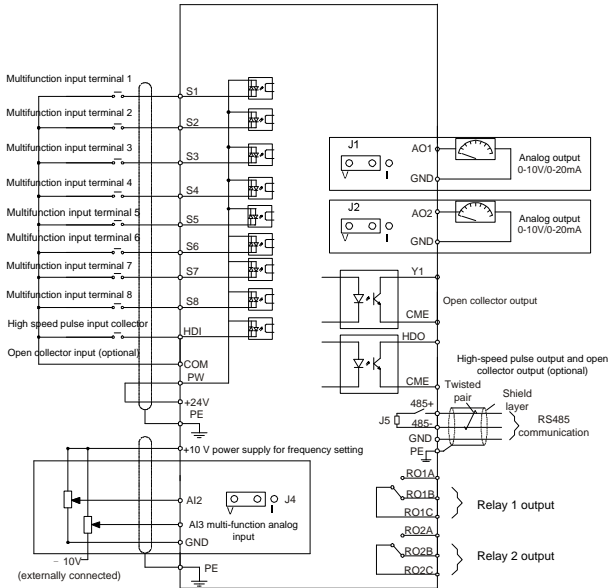 Multifunction input terminal 1
S1
Multifunction input terminal 2
S2
Multifunction input terminal 3
S3
Multifunction input terminal 4
S4
Multifunction input terminal 5
S5
Multifunction input terminal 6
S6
Multifunction input terminal 7
S7
Multifunction input terminal 8
S8
High speed pulse input collector
HDI
Open collector input (optional)
COM
PW
+24V
PE
+10 V power supply for frequency setting
AI2
J4
O I
AI3 multi-function analog
input
GND
- 10V
(externally connected)
PE
J1
V
I
AO1
GND
Analog output
0-10V/0-20mA
J2
V
I
AO2
GND
Analog output
0-10V/0-20mA
Y1
CME
Open collector output
HDO
CME
High-speed pulse output and open
collector output (optional)
Twisted
pair
Shield
layer
485+
J5
485-
GND
PE
RS485
communication
RO1A
RO1B
RO1C
Relay 1 output
RO2A
RO2B
RO2C
Relay 2 output